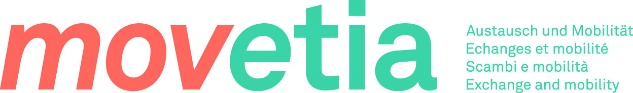 movetia
Austausch und Mobilität
Echanges et mobilité
Scambi e mobilità
Exchange and mobility